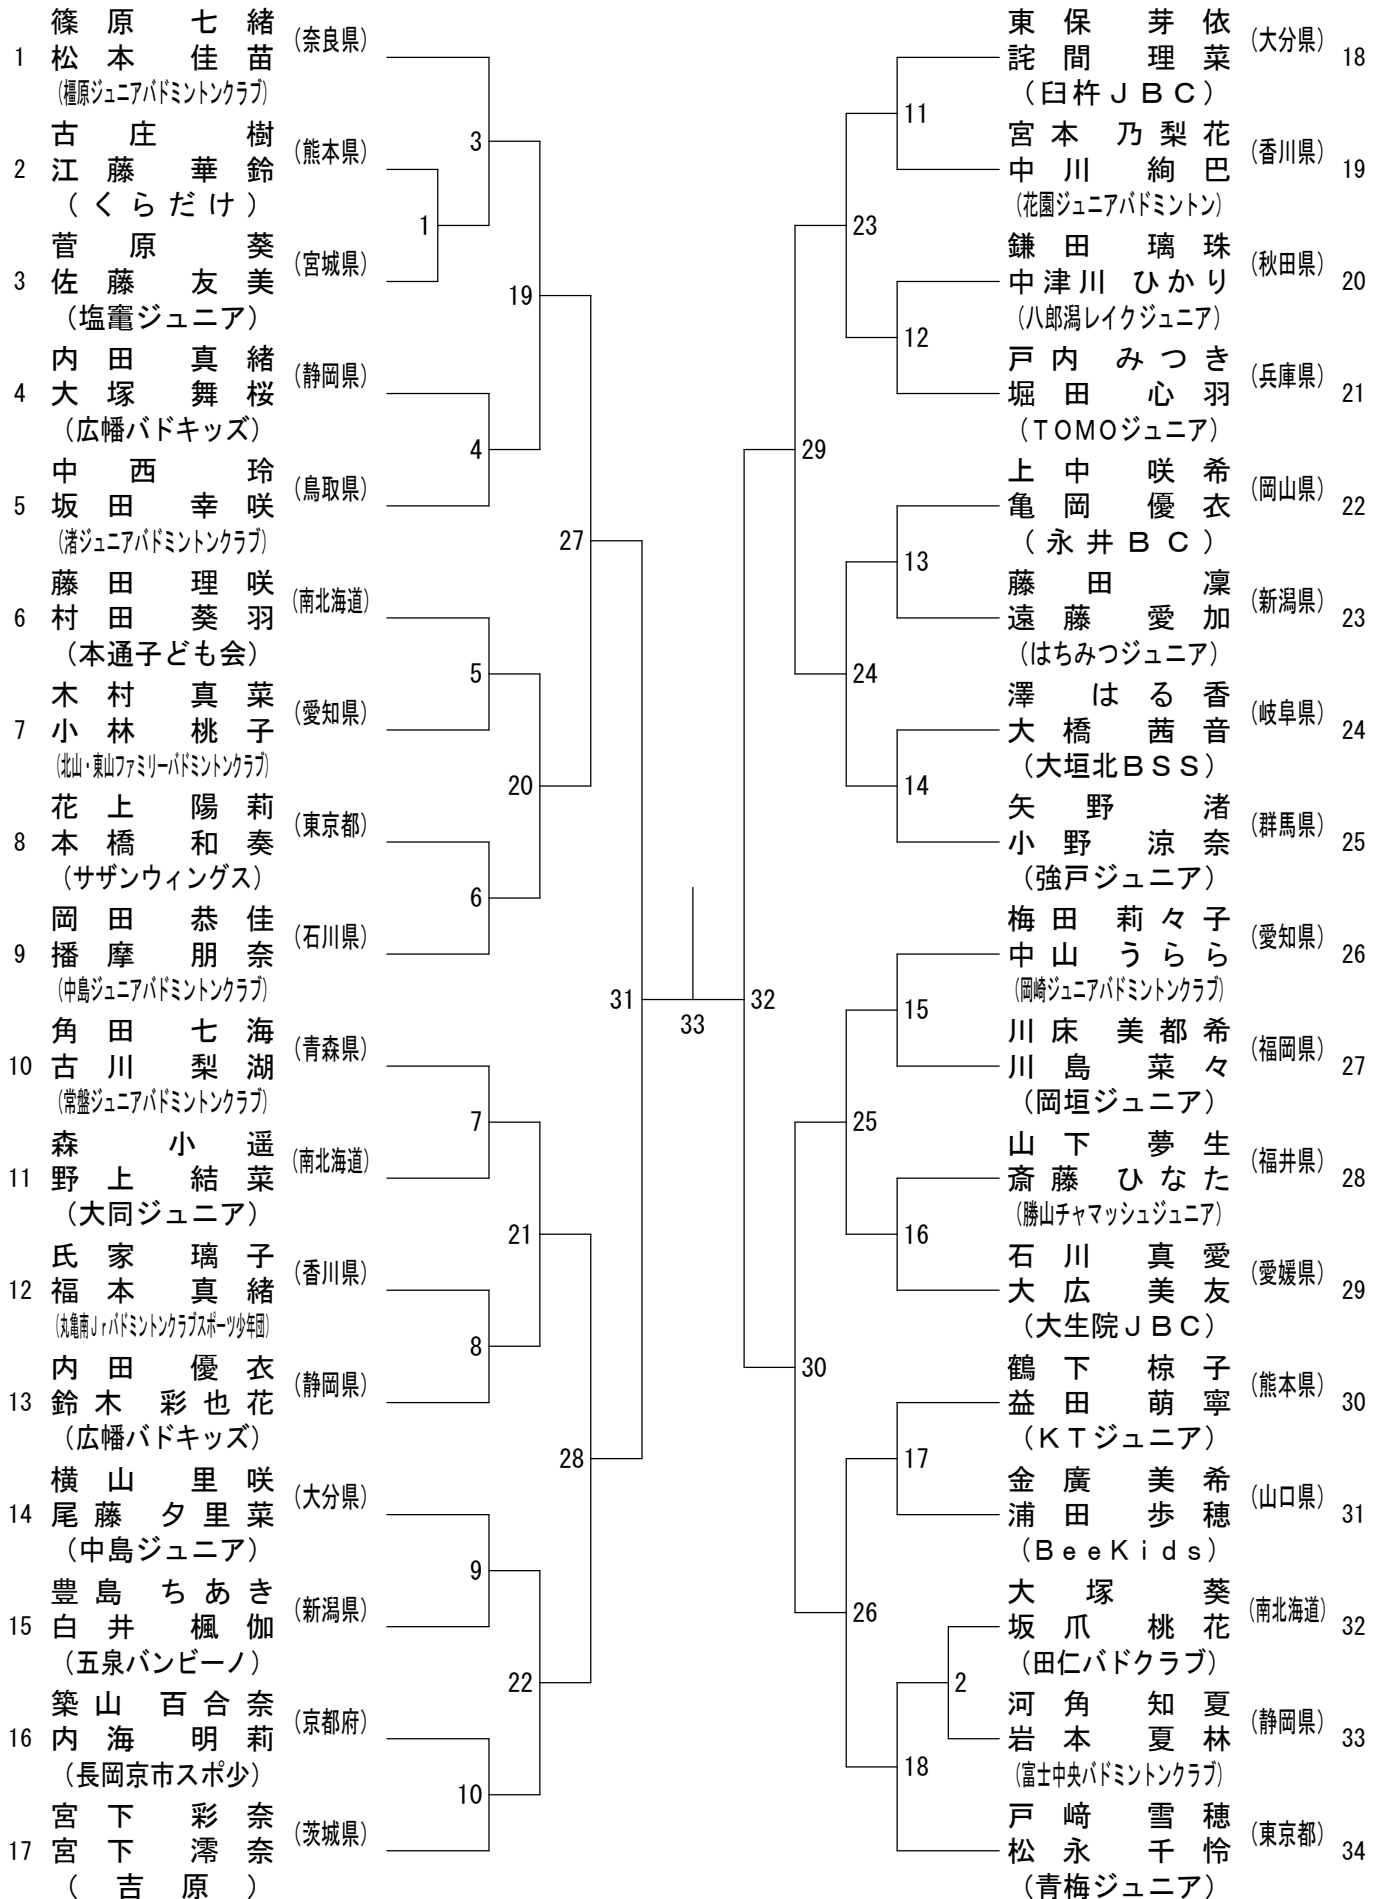 篠原 七緒
(奈良県)
1 松本 佳苗
(橿原ジュニアバドミントンクラブ)
古庄 樹
(熊本県)
2 江藤 華鈴
(くらだけ)
菅原 葵
(宮城県)
3 佐藤 友美
(塩竈ジュニア)
内田 真緒
(静岡県)
4 大塚 舞桜
(広幡バドキッズ)
中西 玲
(鳥取県)
5 坂田 幸咲
(渚ジュニアバドミントンクラブ)
藤田 理咲
(南北海道)
6 村田 葵羽
(本通子ども会)
木村 真菜
(愛知県)
7 小林 桃子
(北山・東山ファミリーバドミントンクラブ)
花上 陽莉
(東京都)
8 本橋 和奏
(サザンウィングス)
岡田 恭佳
(石川県)
9 播摩 朋奈
(中島ジュニアバドミントンクラブ)
角田 七海
(青森県)
10 古川 梨湖
(常盤ジュニアバドミントンクラブ)
森 小遥
(南北海道)
11 野上 結菜
(大同ジュニア)
氏家 璃子
(香川県)
12 福本 真緒
(丸亀南Jrバドミントンクラブスポーツ少年団)
内田 優衣
(静岡県)
13 鈴木 彩也花
(広幡バドキッズ)
横山 里咲
(大分県)
14 尾藤 夕里菜
(中島ジュニア)
豊島 ちあき
(新潟県)
15 白井 楓伽
(五泉バンビーノ)
築山 百合奈
(京都府)
16 内海 明莉
(長岡京市スポ少)
宮下 彩奈
(茨城県)
17 宮下 澪奈
(吉原)
3
1
19
4
27
5
20
6
31
7
21
8
28
9
22
10
33
32
11
23
12
29
13
24
14
15
25
16
30
17
26
2
18
東保 芽依
(大分県)
詫間 理菜 18
(臼杵JBC)
宮本 乃梨花
(香川県)
中川 絢巴 19
(花園ジュニアバドミントン)
鎌田 璃珠
(秋田県)
中津川 ひかり 20
(八郎潟レイクジュニア)
戸内 みつき
(兵庫県)
堀田 心羽 21
(TOMOジュニア)
上中 咲希
(岡山県)
亀岡 優衣 22
(永井BC)
藤田 凜
(新潟県)
遠藤 愛加 23
(はちみつジュニア)
澤 はる香
(岐阜県)
大橋 茜音 24
(大垣北BSS)
矢野 渚
(群馬県)
小野 涼奈 25
(強戸ジュニア)
梅田 莉々子
(愛知県)
中山 うらら 26
(岡崎ジュニアバドミントンクラブ)
川床 美都希
(福岡県)
川島 菜々 27
(岡垣ジュニア)
山下 夢生
(福井県)
斎藤 ひなた 28
(勝山チャマッシュジュニア)
石川 真愛
(愛媛県)
大広 美友 29
(大生院JBC)
鶴下 椋子
(熊本県)
益田 萌寧 30
(KTジュニア)
金廣 美希
(山口県)
浦田 歩穂 31
(BeeKids)
大塚 葵
(南北海道)
坂爪 桃花 32
(田仁バドクラブ)
河角 知夏
(静岡県)
岩本 夏林 33
(富士中央バドミントンクラブ)
戸﨑 雪穂
(東京都)
松永 千怜 34
(青梅ジュニア)